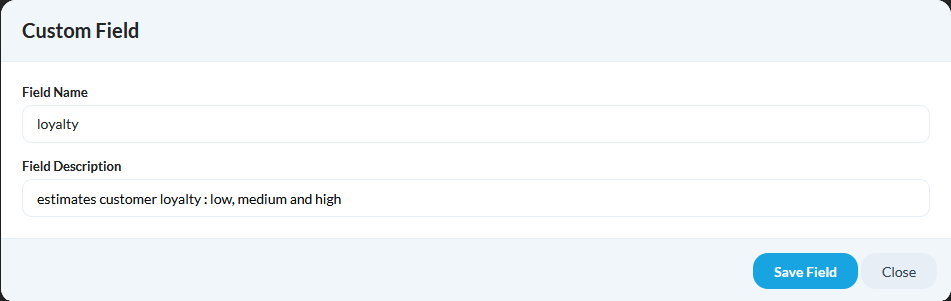 Custom Field
Field Name
loyalty
Field Description
estimates customer loyalty : low, medium and high
Save Field
Close